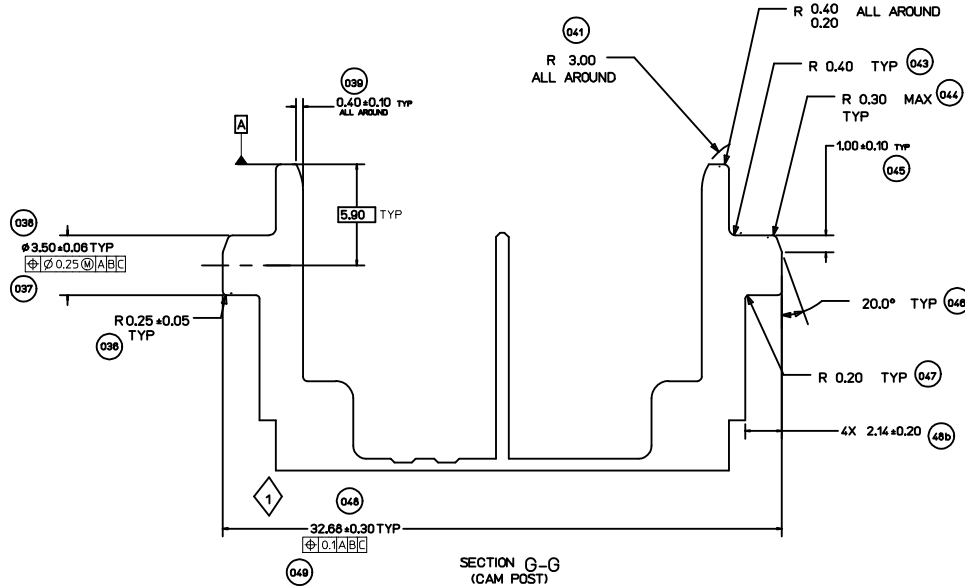 R 0.40 ALL AROUND
0.20
041
R 3.00
ALL AROUND
R 0.40 TYP 043
R 0.30 MAX 044
TYP
039
0.40±0.10 TYP
ALL AROUND
1.00±0.10 TYP
045
A
5.90 TYP
038
Ø3.50±0.06 TYP
⌖ Ø 0.25 Ⓜ A B C
037
R 0.25 ±0.05
TYP
036
20.0° TYP 046
R 0.20 TYP 047
4X 2.14±0.20 48b
1
048
32.68±0.30 TYP
⌖ 0.1 A B C
049
SECTION G-G
(CAM POST)